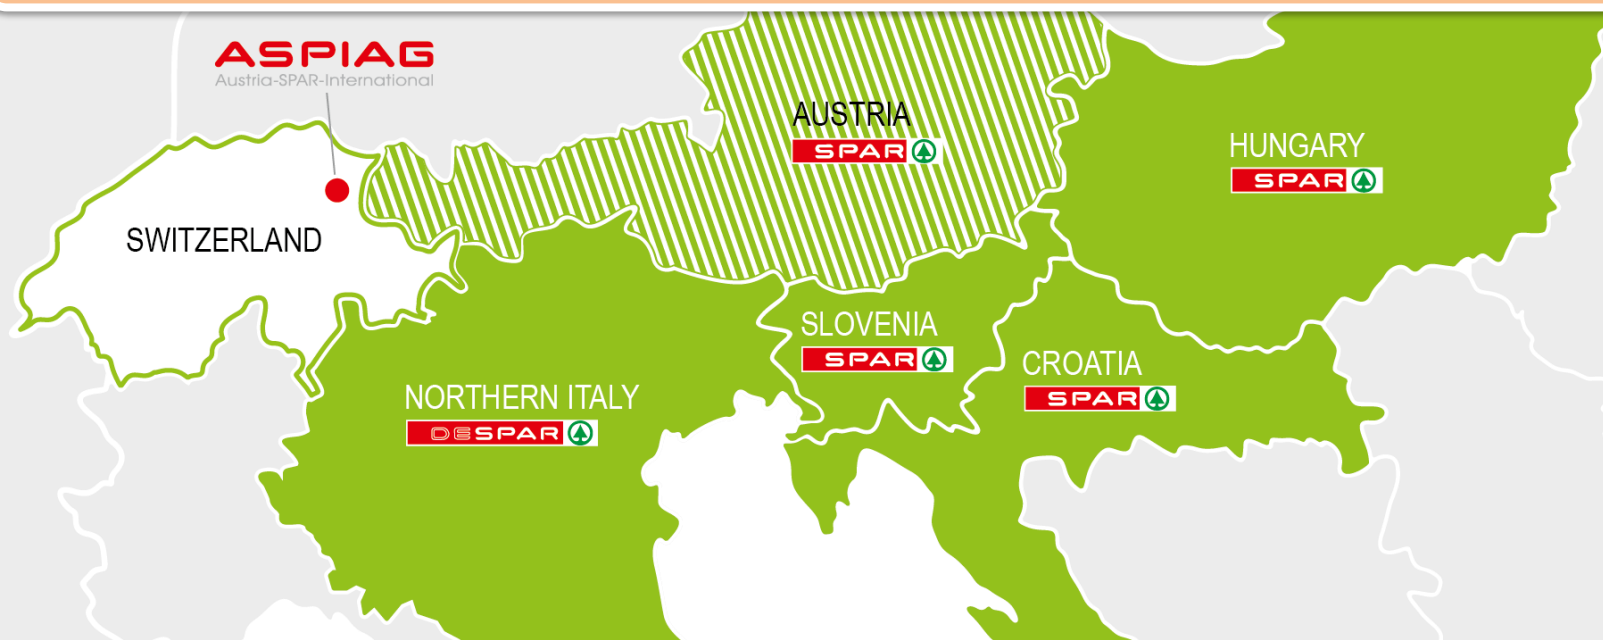 ASPIAG
Austria-SPAR-International
AUSTRIA
SPAR
HUNGARY
SPAR
SWITZERLAND
SLOVENIA
SPAR
CROATIA
SPAR
NORTHERN ITALY
DESPAR